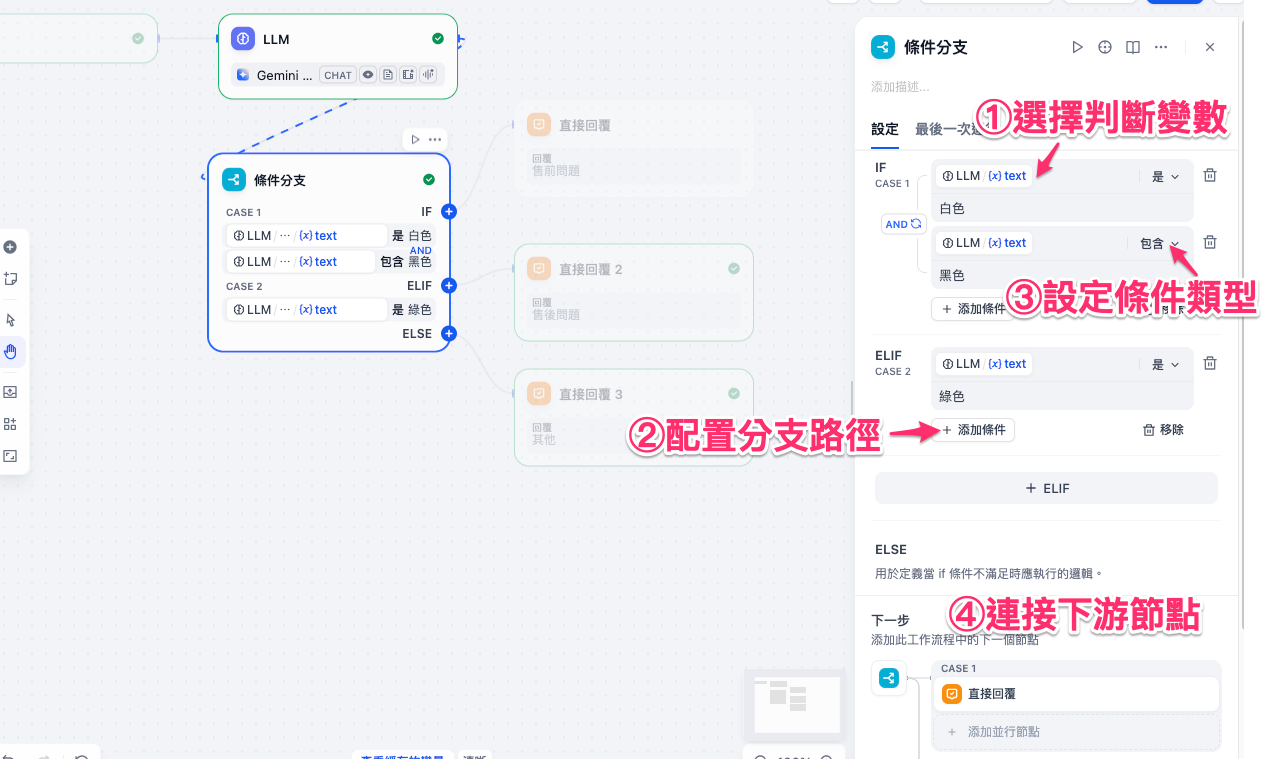 LLM
Gemini ...
CHAT
直接回覆
回覆
售前問題
條件分支
CASE 1
IF
LLM / ··· / {x} text 是 白色
AND
LLM / ··· / {x} text 包含 黑色
CASE 2
ELIF
LLM / ··· / {x} text 是 綠色
ELSE
直接回覆 2
回覆
售後問題
直接回覆 3
回覆
其他
條件分支
添加描述...
設定
最後一次
①選擇判斷變數
IF
CASE 1
LLM / {x} text
是
白色
AND
LLM / {x} text
包含
黑色
③設定條件類型
+ 添加條件
ELIF
CASE 2
LLM / {x} text
是
綠色
②配置分支路徑
+ 添加條件
移除
+ ELIF
ELSE
用於定義當 if 條件不滿足時應執行的邏輯。
④連接下游節點
下一步
添加此工作流程中的下一個節點
CASE 1
直接回覆
+ 添加並行節點